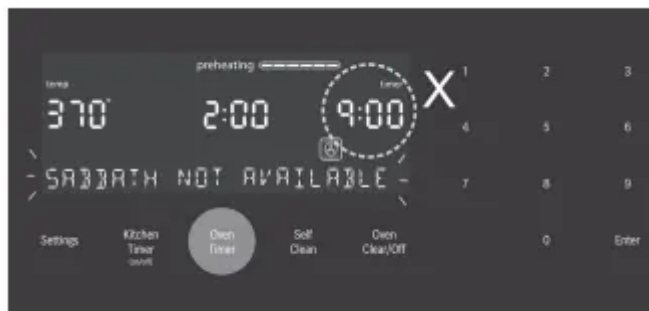 preheating
temp
timer
370°
2:00
9:00
X
SABBATH NOT AVAILABLE
Settings
Kitchen Timer
on/off
Oven Timer
Self Clean
Oven Clear/Off
1 2 3
4 5 6
7 8 9
0 Enter